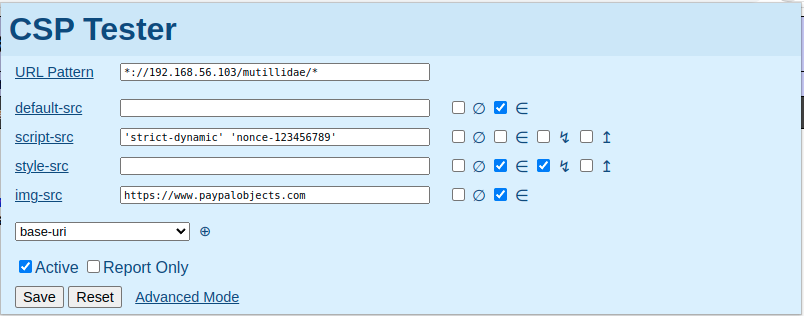 CSP Tester
URL Pattern *://192.168.56.103/mutillidae/*
default-src ∅ ∈
script-src 'strict-dynamic' 'nonce-123456789' ∅ ∈ ↯ ↥
style-src ∅ ∈ ↯ ↥
img-src https://www.paypalobjects.com ∅ ∈
base-uri ⊕
Active Report Only
Save Reset Advanced Mode